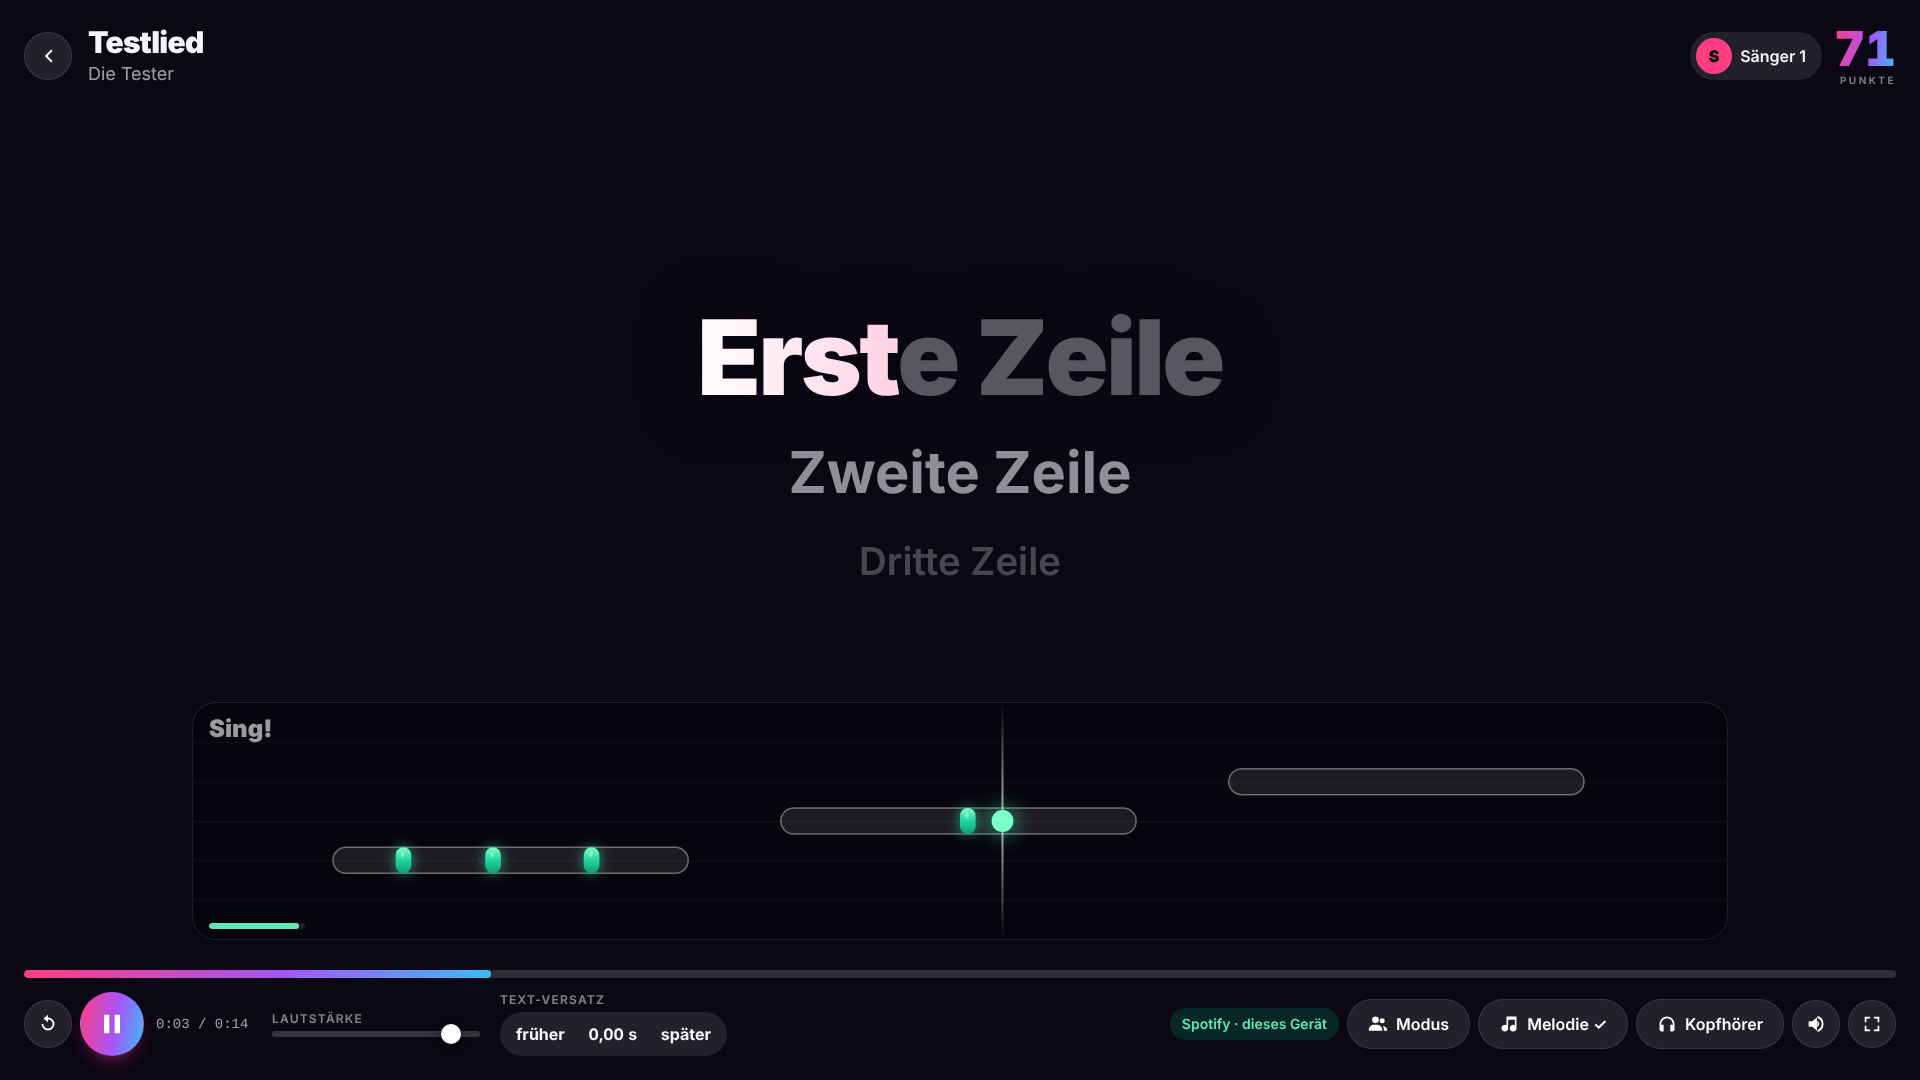 Testlied
Die Tester
S Sänger 1
71
PUNKTE
Erste Zeile
Zweite Zeile
Dritte Zeile
Sing!
0:03 / 0:14
LAUTSTÄRKE
TEXT-VERSATZ
früher 0,00 s später
Spotify · dieses Gerät
Modus
Melodie ✓
Kopfhörer